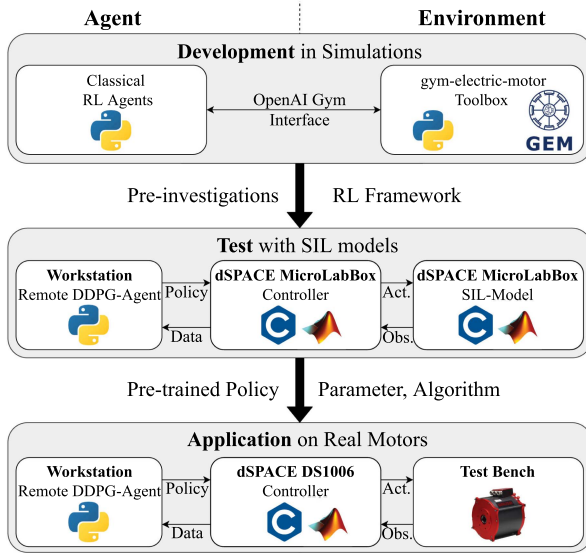 Agent
Environment
Development in Simulations
Classical
RL Agents
OpenAI Gym
Interface
gym-electric-motor
Toolbox
GEM
Pre-investigations
RL Framework
Test with SIL models
Workstation
Remote DDPG-Agent
Policy
Data
dSPACE MicroLabBox
Controller
C
Act.
Obs.
dSPACE MicroLabBox
SIL-Model
C
Pre-trained Policy
Parameter, Algorithm
Application on Real Motors
Workstation
Remote DDPG-Agent
Policy
Data
dSPACE DS1006
Controller
C
Act.
Obs.
Test Bench